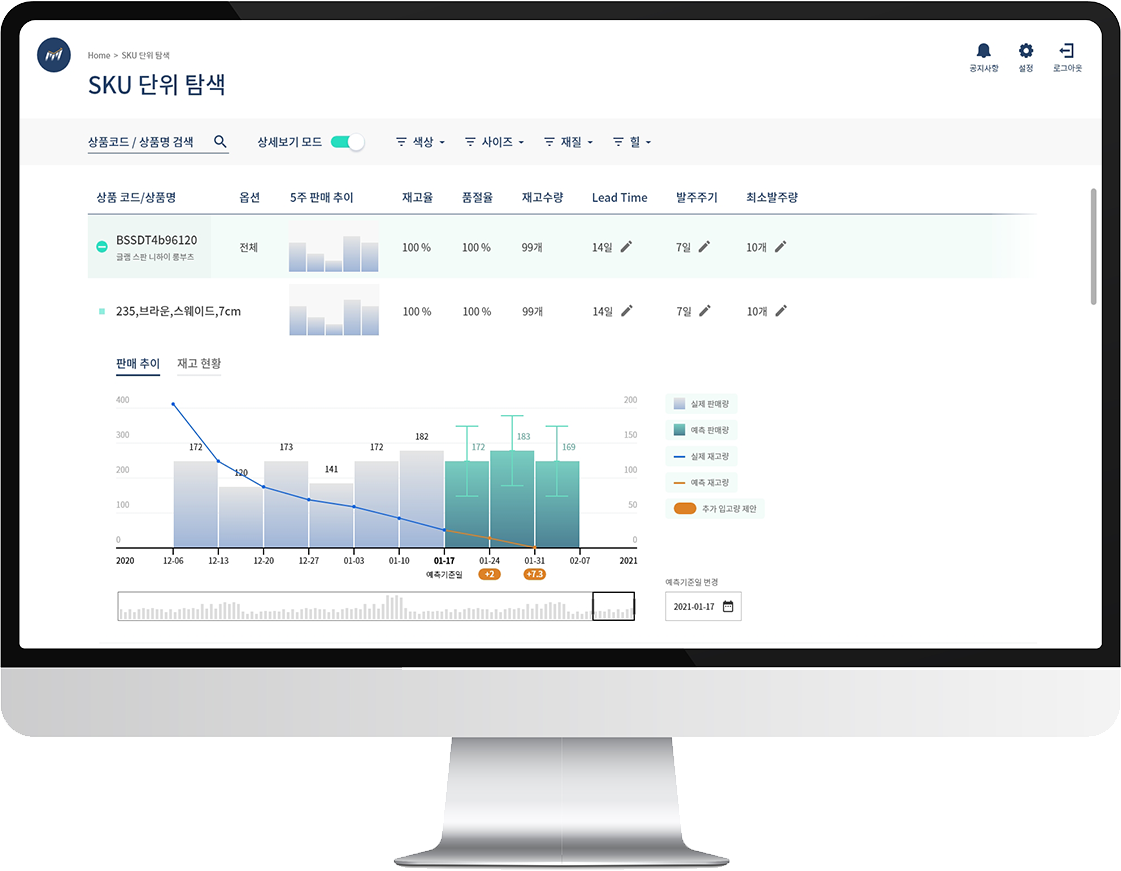 Home > SKU 단위 탐색
SKU 단위 탐색
공지사항 설정 로그아웃
상품코드 / 상품명 검색 상세보기 모드 색상 사이즈 재질 힐
상품 코드/상품명 옵션 5주 판매 추이 재고율 품절율 재고수량 Lead Time 발주주기 최소발주량
BSSDT4b96120 전체 100 % 100 % 99개 14일 7일 10개
글램 스판 니하이 롱부츠
235,브라운,스웨이드,7cm 100 % 100 % 99개 14일 7일 10개
판매 추이 재고 현황
400 200
300 150
200 100
100 50
0 0
172 120 173 141 172 182 172 183 169
2020 12-06 12-13 12-20 12-27 01-03 01-10 01-17 01-24 01-31 02-07 2021
예측기준일 +2 +7.3
실제 판매량
예측 판매량
실제 재고량
예측 재고량
추가 입고량 제안
예측기준일 변경
2021-01-17